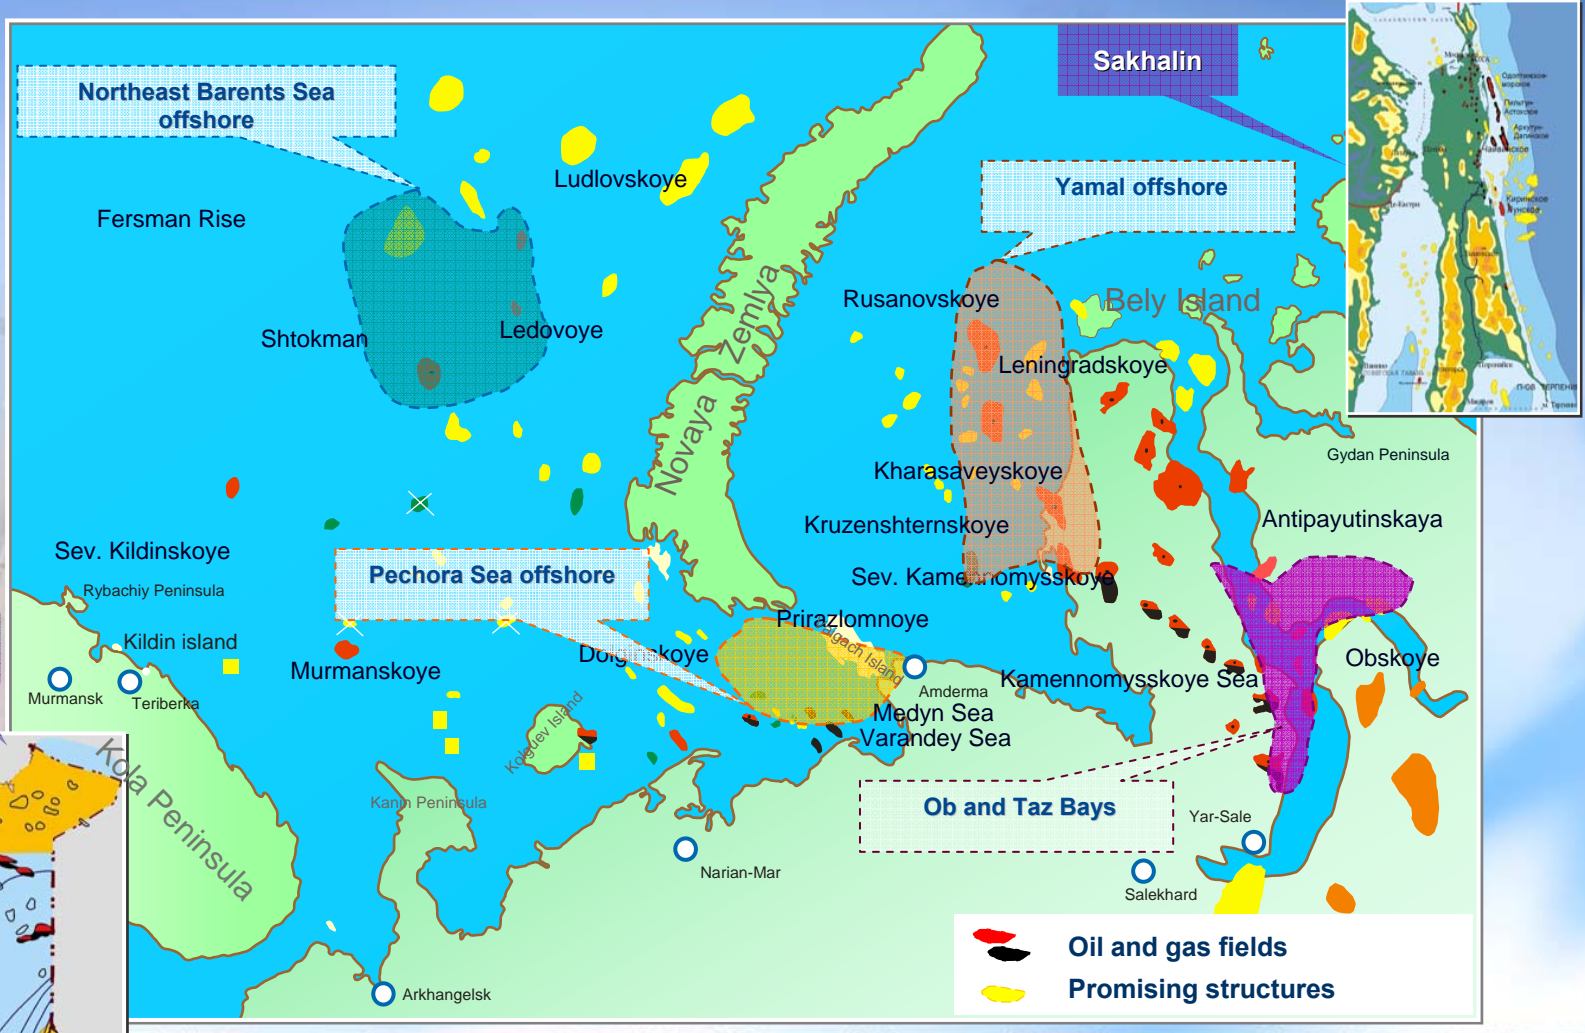 Sakhalin
Northeast Barents Sea
offshore
Ludlovskoye
Yamal offshore
Fersman Rise
Rusanovskoye
Bely Island
Shtokman
Ledovoye
Novaya Zemlya
Leningradskoye
Gydan Peninsula
Kharasaveyskoye
Kruzenshternskoye
Antipayutinskaya
Sev. Kildinskoye
Pechora Sea offshore
Rybachiy Peninsula
Prirazlomnoye
Kildin island
Murmanskoye
Obskoye
Murmansk
Teriberka
Amderma
Kamennomysskoye Sea
Medyn Sea
Varandey Sea
Kolguev Island
Kola Peninsula
Kanin Peninsula
Ob and Taz Bays
Yar-Sale
Narian-Mar
Salekhard
Arkhangelsk
Oil and gas fields
Promising structures